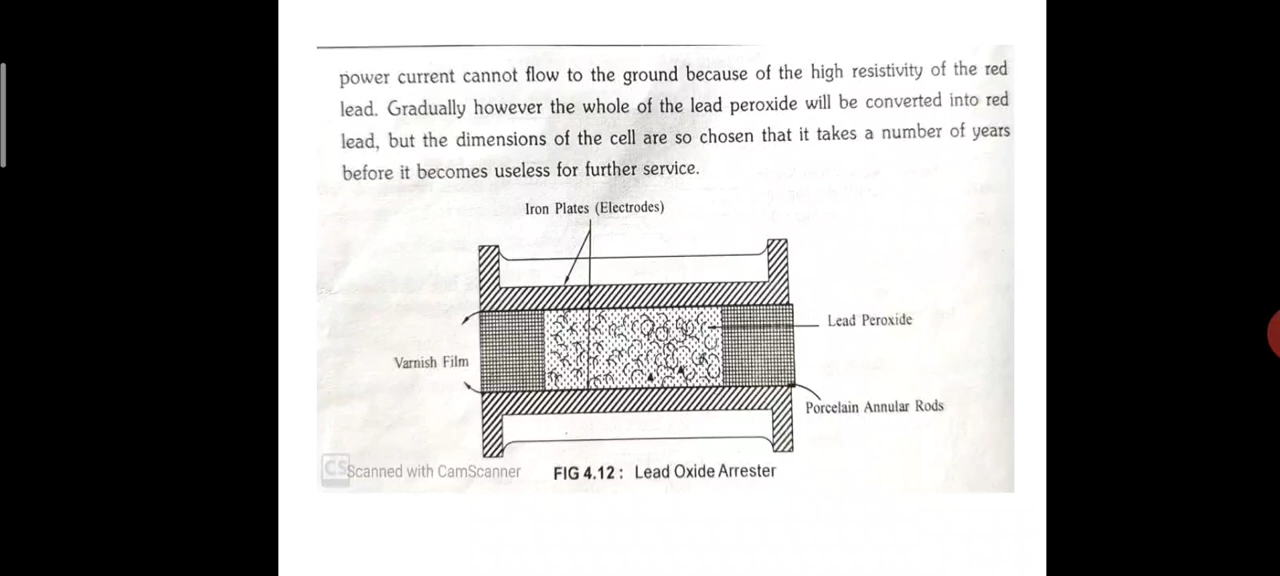 power current cannot flow to the ground because of the high resistivity of the red
lead. Gradually however the whole of the lead peroxide will be converted into red
lead, but the dimensions of the cell are so chosen that it takes a number of years
before it becomes useless for further service.
Iron Plates (Electrodes)
Lead Peroxide
Varnish Film
Porcelain Annular Rods
CS Scanned with CamScanner
FIG 4.12 : Lead Oxide Arrester